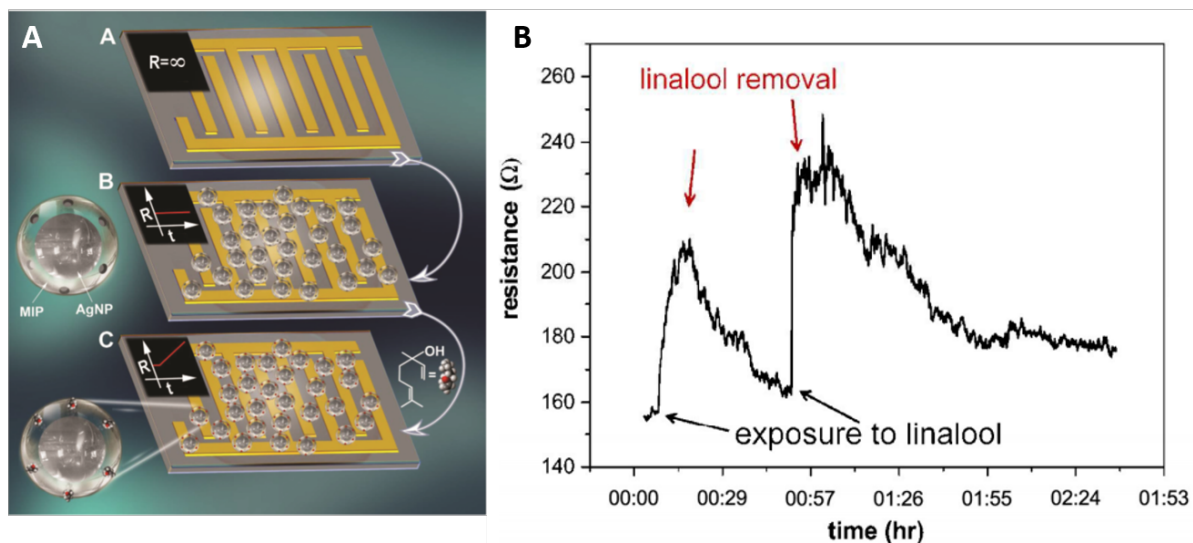 A
A
R=∞
B
R
t
MIP AgNP
C
R
t
OH
=
B
linalool removal
exposure to linalool
resistance (Ω)
260
240
220
200
180
160
140
00:00 00:29 00:57 01:26 01:55 02:24 01:53
time (hr)